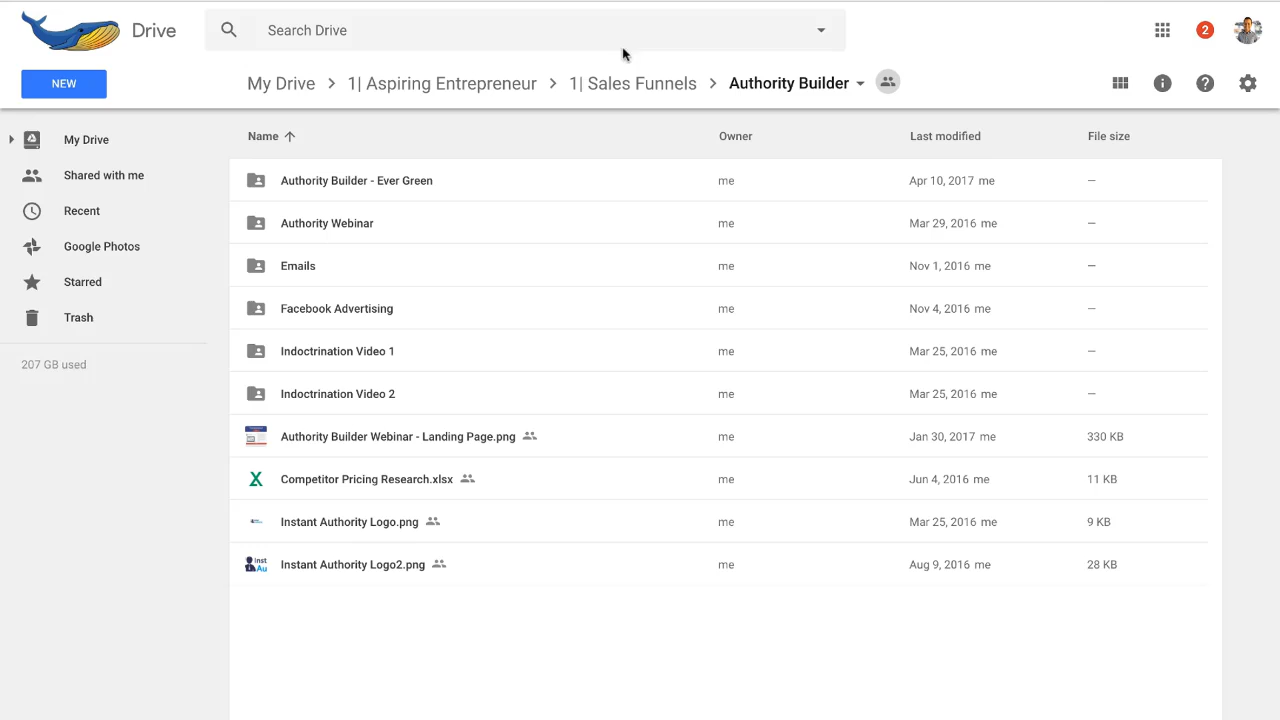 Drive
Search Drive
2
NEW
My Drive > 1| Aspiring Entrepreneur > 1| Sales Funnels > Authority Builder
My Drive
Shared with me
Recent
Google Photos
Starred
Trash
207 GB used
Name Owner Last modified File size
Authority Builder - Ever Green me Apr 10, 2017 me —
Authority Webinar me Mar 29, 2016 me —
Emails me Nov 1, 2016 me —
Facebook Advertising me Nov 4, 2016 me —
Indoctrination Video 1 me Mar 25, 2016 me —
Indoctrination Video 2 me Mar 25, 2016 me —
Authority Builder Webinar - Landing Page.png me Jan 30, 2017 me 330 KB
X Competitor Pricing Research.xlsx me Jun 4, 2016 me 11 KB
Instant Authority Logo.png me Mar 25, 2016 me 9 KB
Inst Au Instant Authority Logo2.png me Aug 9, 2016 me 28 KB